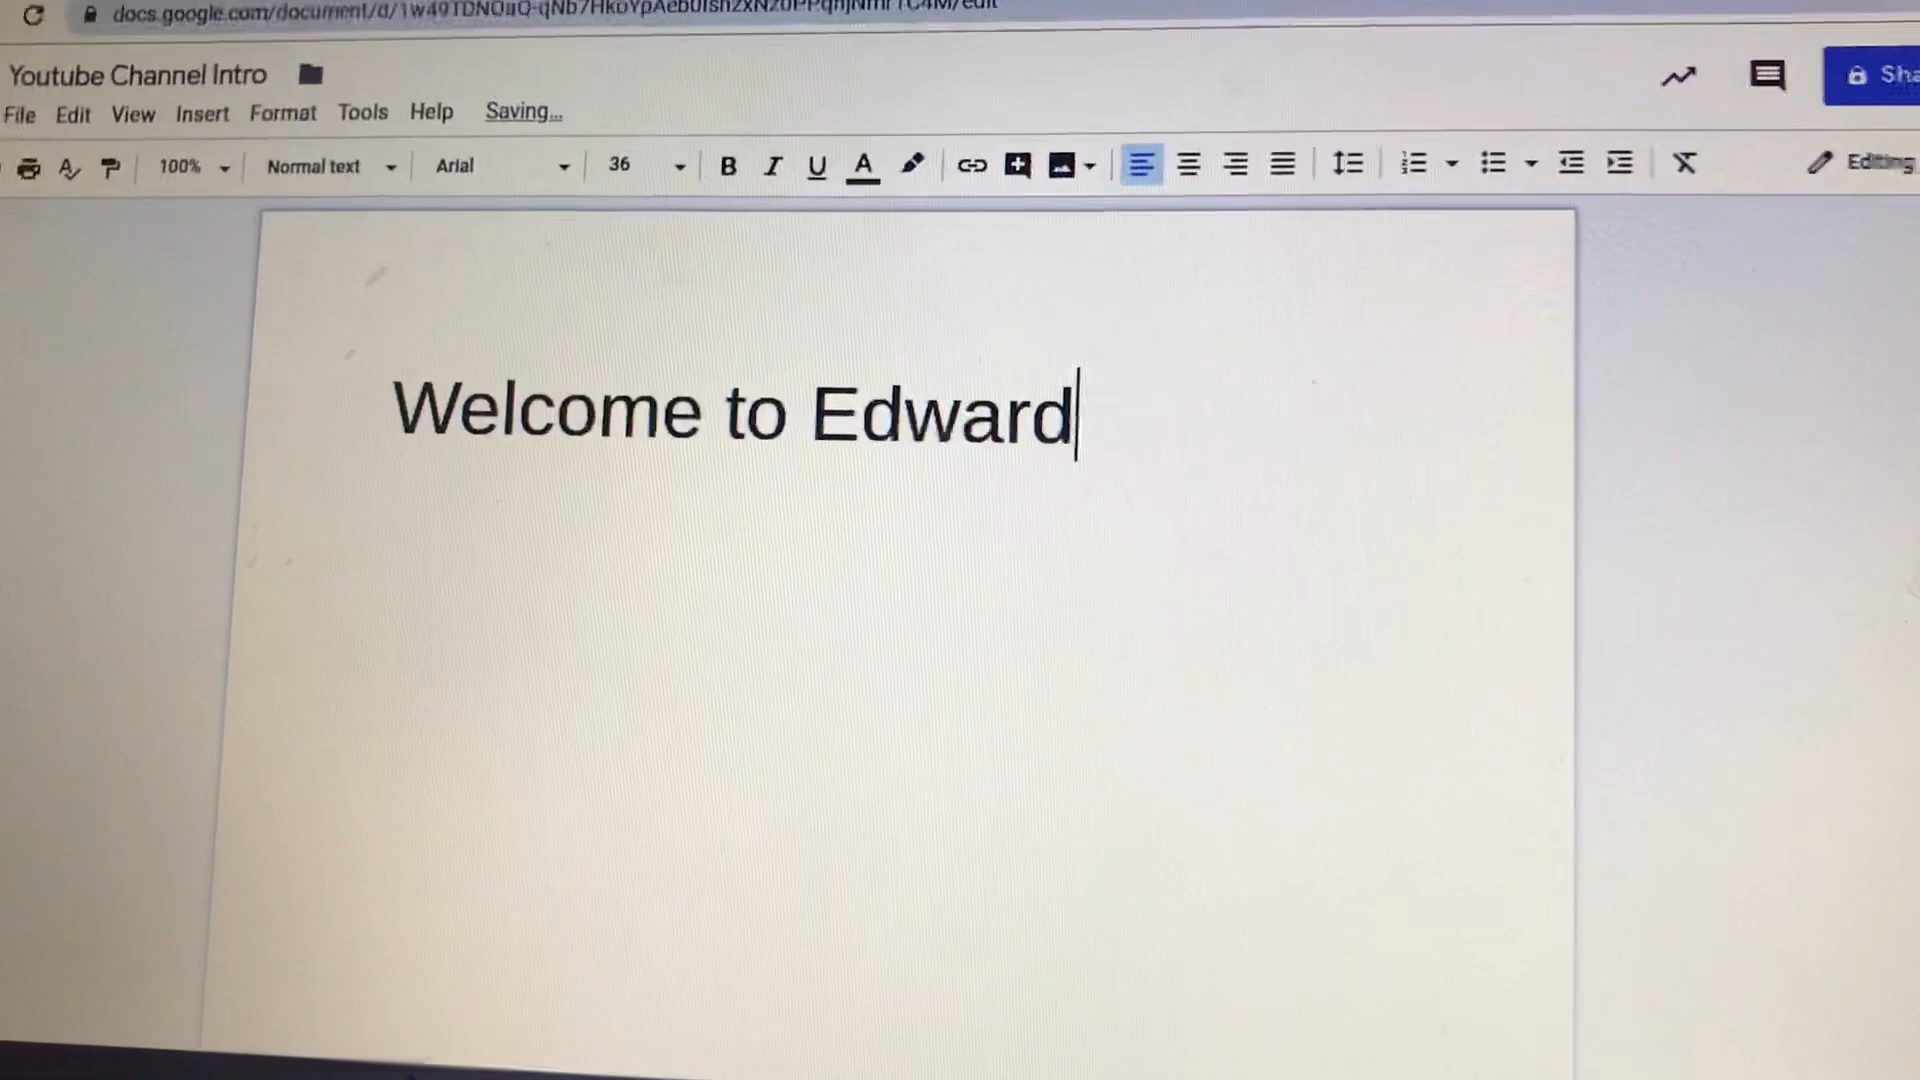 docs.google.com/document/d/
Youtube Channel Intro
File Edit View Insert Format Tools Help Saving...
100% Normal text Arial 36 B I U A Editing
Welcome to Edward